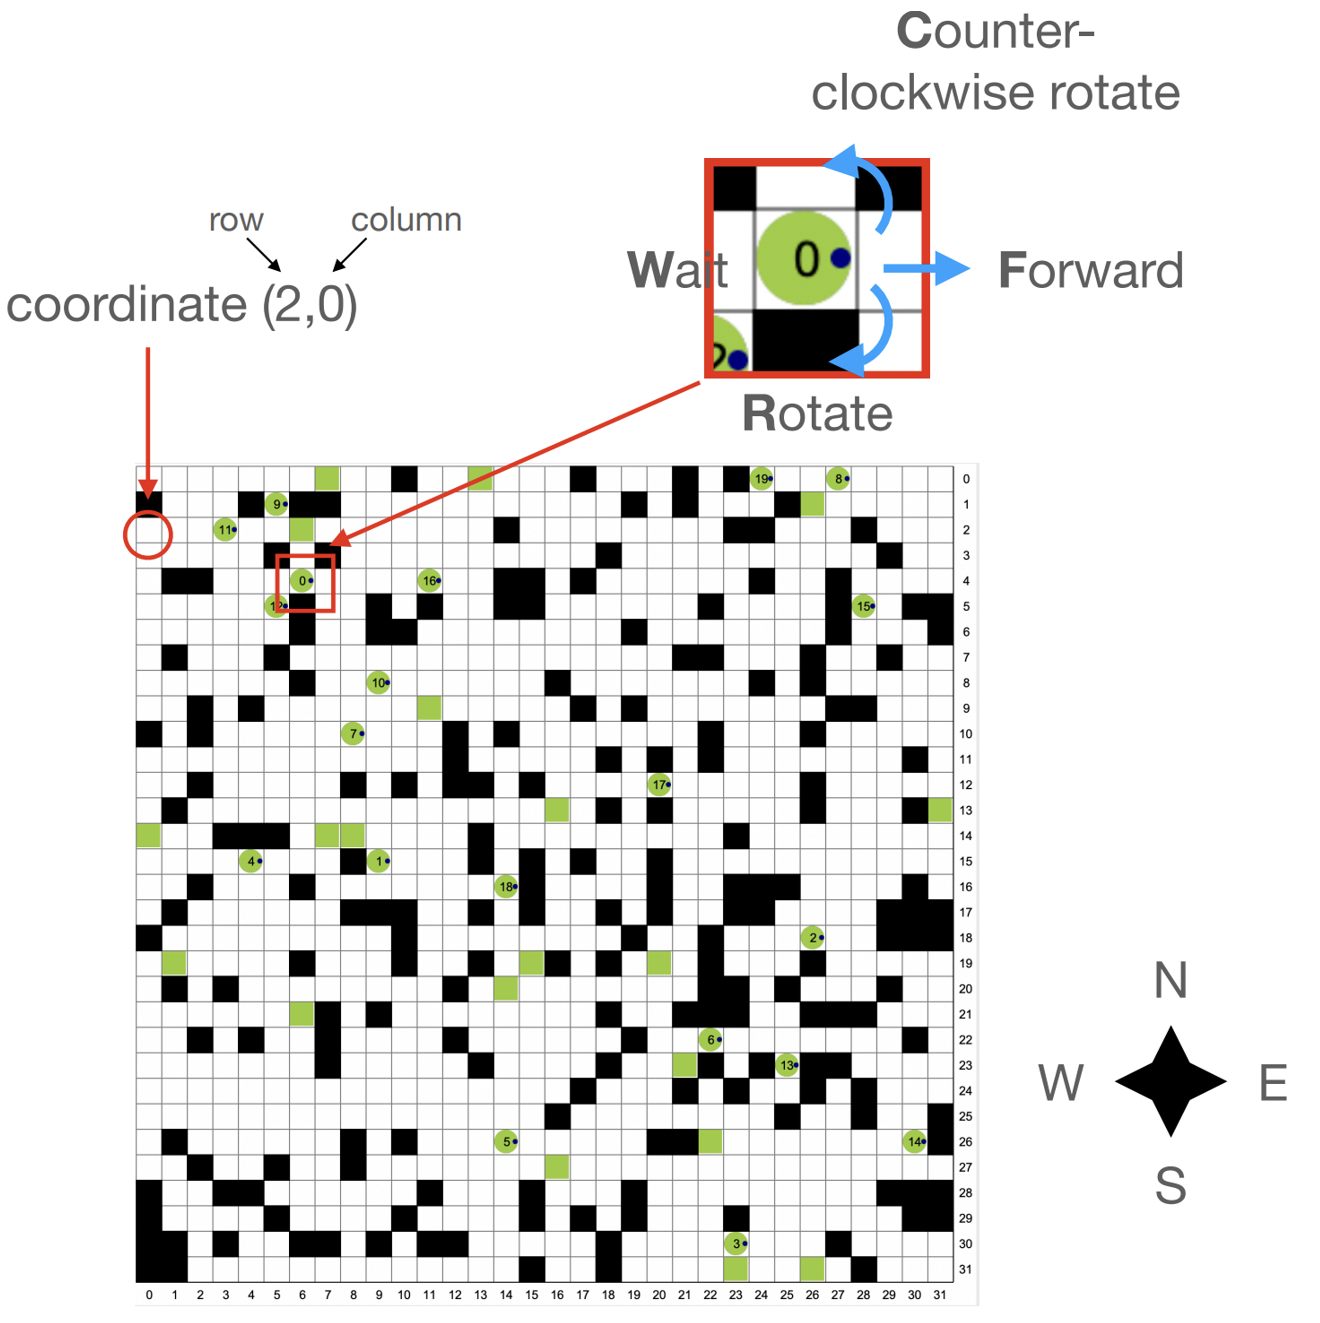 Counter-
clockwise rotate
row column
coordinate (2,0)
0
Wait
Forward
2
Rotate
19 8 0
9 1
11 2
3
0 16 4
12 15 5
6
7
10 8
9
7 10
11
17 12
13
14
4 1 15
18 16
17
2 18
19
20
21
6 22
13 23
24
25
5 14 26
27
28
29
3 30
31
0 1 2 3 4 5 6 7 8 9 10 11 12 13 14 15 16 17 18 19 20 21 22 23 24 25 26 27 28 29 30 31
N
W E
S